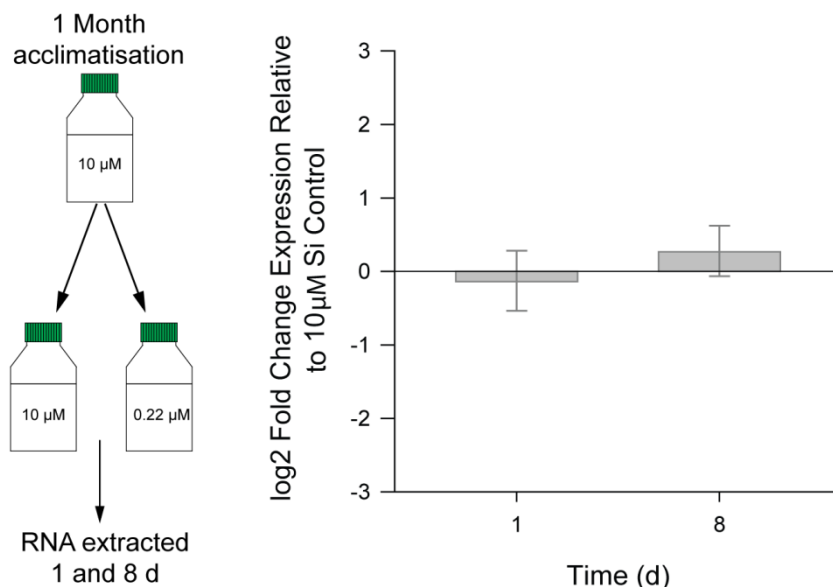 1 Month
acclimatisation
10 µM
10 µM
0.22 µM
RNA extracted
1 and 8 d
log2 Fold Change Expression Relative
to 10µM Si Control
3
2
1
0
-1
-2
-3
1
8
Time (d)